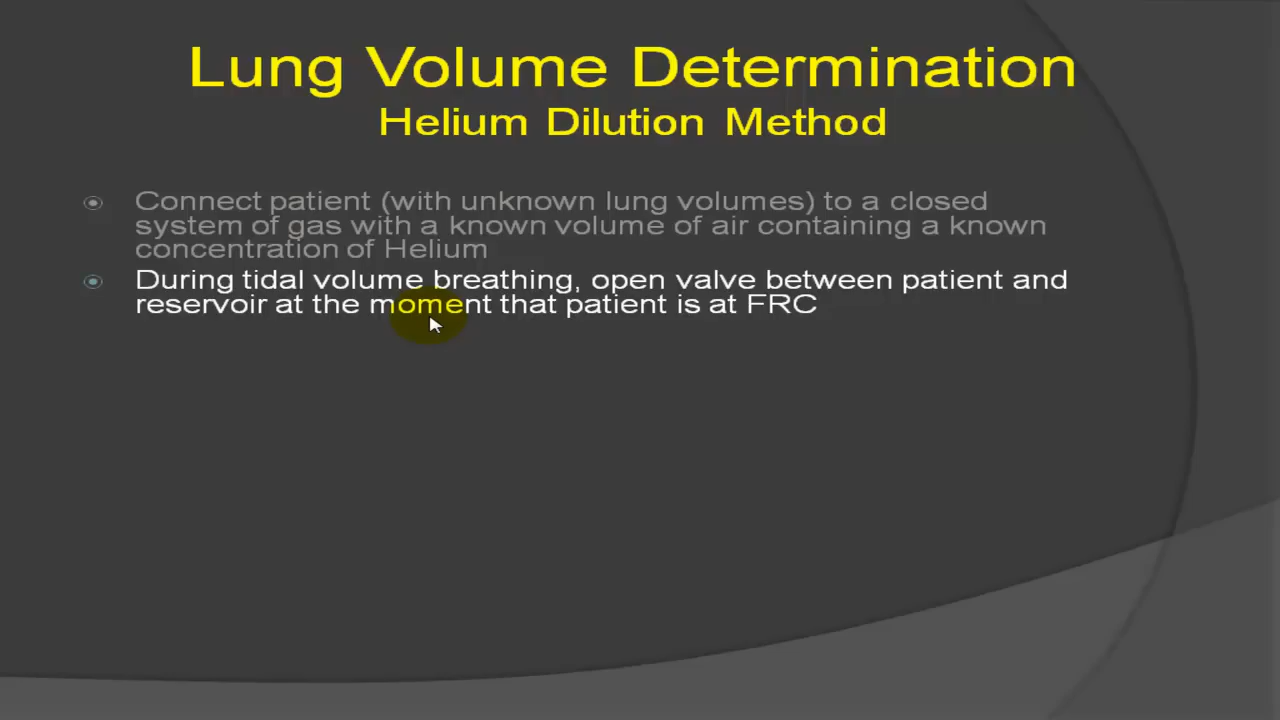 Lung Volume Determination
Helium Dilution Method
Connect patient (with unknown lung volumes) to a closed
system of gas with a known volume of air containing a known
concentration of Helium
During tidal volume breathing, open valve between patient and
reservoir at the moment that patient is at FRC